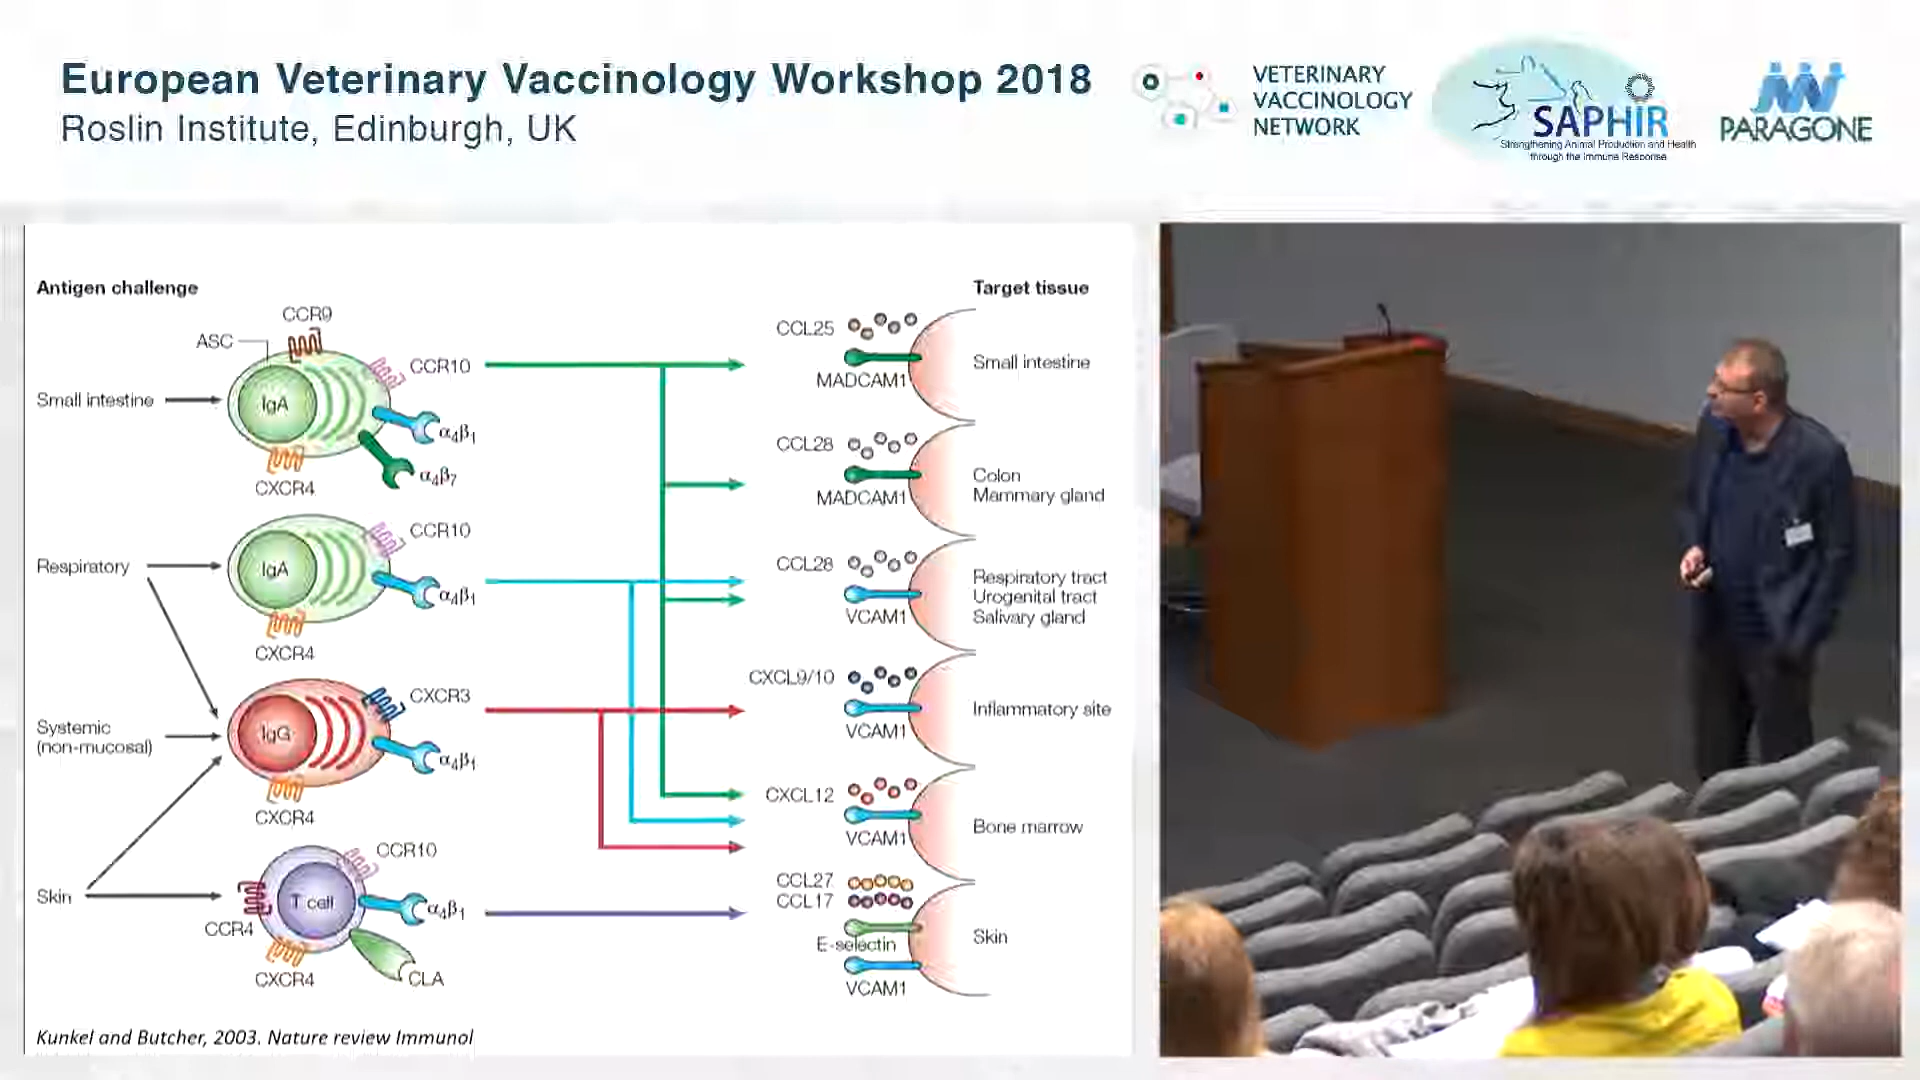 European Veterinary Vaccinology Workshop 2018
Roslin Institute, Edinburgh, UK
VETERINARY
VACCINOLOGY
NETWORK
SAPHIR
Strengthening Animal Production and Health
through the Immune Response
PARAGONE
Antigen challenge
Target tissue
CCR9
ASC
CCR10
Small intestine
IgA
α4β1
α4β7
CXCR4
CCL25
MADCAM1
Small intestine
CCL28
MADCAM1
Colon
Mammary gland
Respiratory
IgA
CCR10
α4β1
CXCR4
CCL28
VCAM1
Respiratory tract
Urogenital tract
Salivary gland
Systemic
(non-mucosal)
IgG
CXCR3
α4β1
CXCR4
CXCL9/10
VCAM1
Inflammatory site
CXCL12
VCAM1
Bone marrow
Skin
T cell
CCR10
α4β1
CCR4
CXCR4
CLA
CCL27
CCL17
E-selectin
VCAM1
Skin
Kunkel and Butcher, 2003. Nature review Immunol